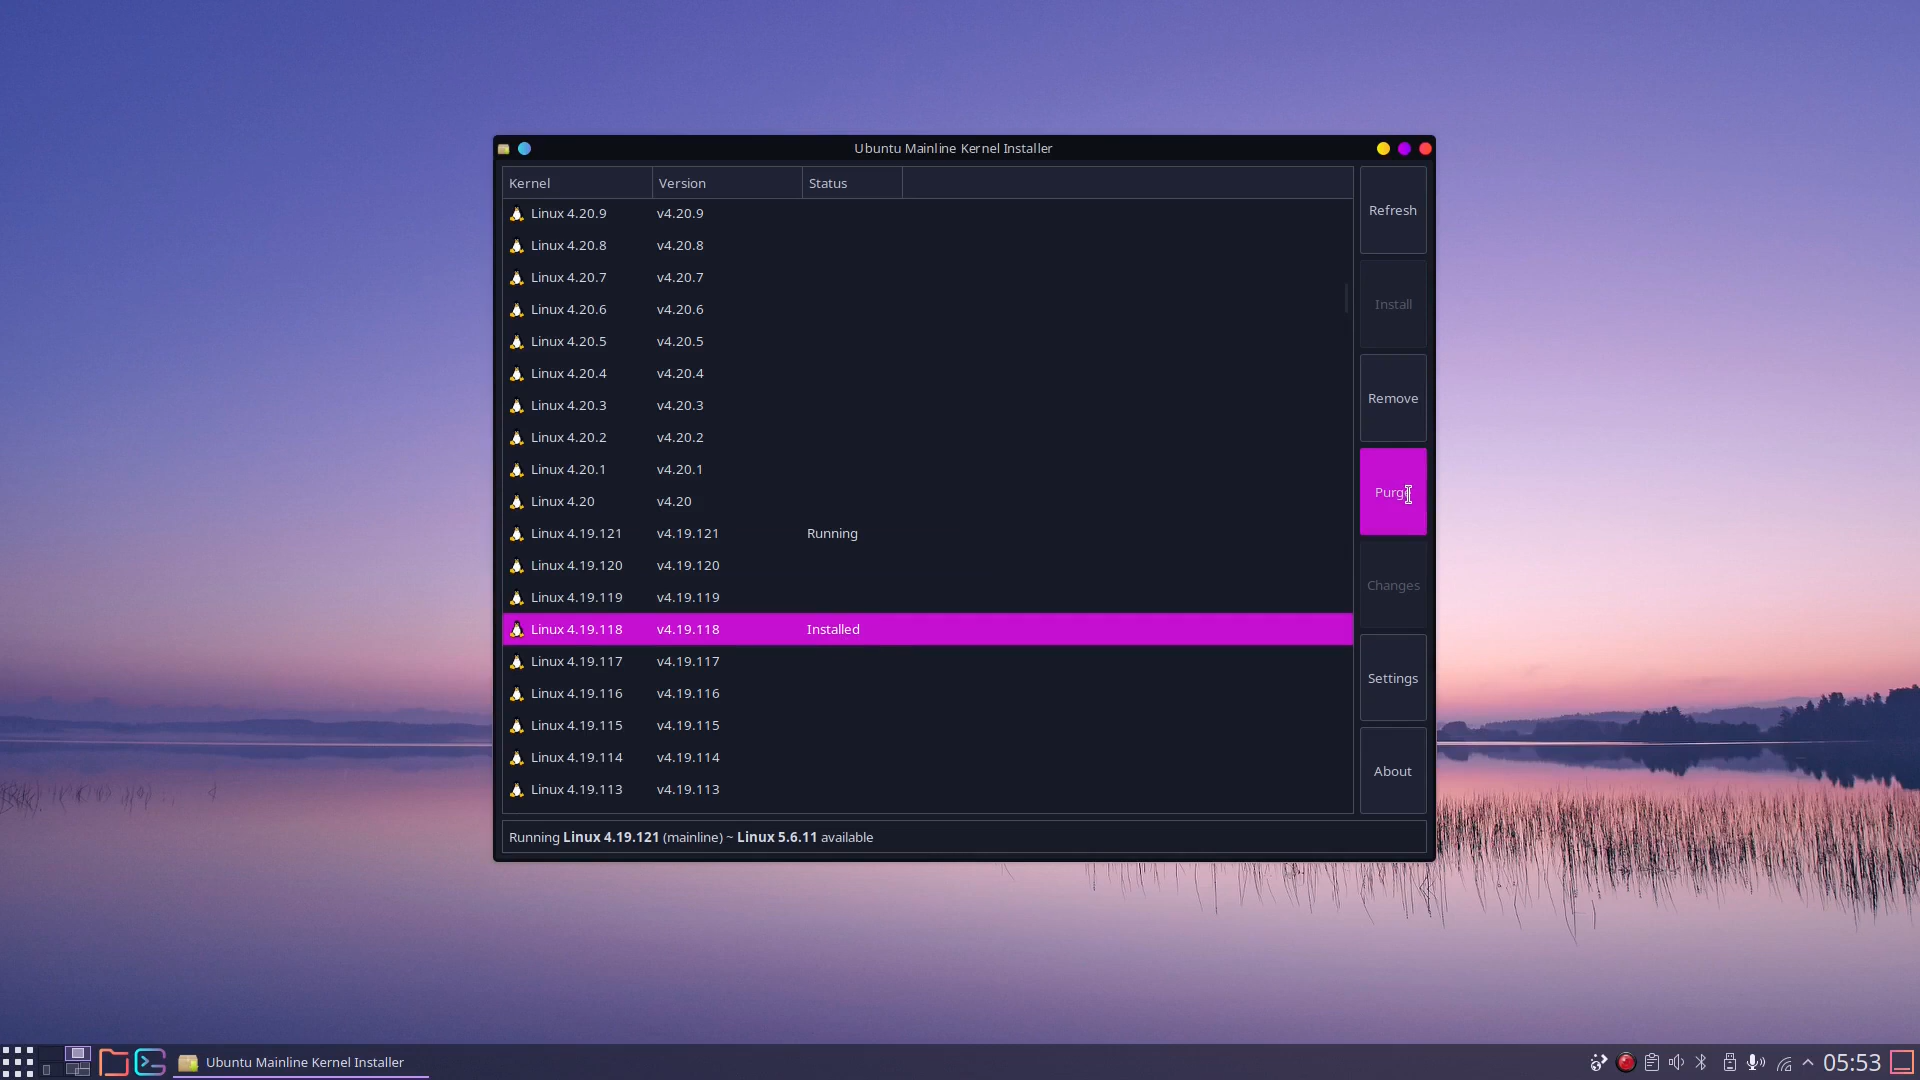 Ubuntu Mainline Kernel Installer
Kernel Version Status
Linux 4.20.9 v4.20.9
Linux 4.20.8 v4.20.8
Linux 4.20.7 v4.20.7
Linux 4.20.6 v4.20.6
Linux 4.20.5 v4.20.5
Linux 4.20.4 v4.20.4
Linux 4.20.3 v4.20.3
Linux 4.20.2 v4.20.2
Linux 4.20.1 v4.20.1
Linux 4.20 v4.20
Linux 4.19.121 v4.19.121 Running
Linux 4.19.120 v4.19.120
Linux 4.19.119 v4.19.119
Linux 4.19.118 v4.19.118 Installed
Linux 4.19.117 v4.19.117
Linux 4.19.116 v4.19.116
Linux 4.19.115 v4.19.115
Linux 4.19.114 v4.19.114
Linux 4.19.113 v4.19.113
Refresh
Install
Remove
Purge
Changes
Settings
About
Running Linux 4.19.121 (mainline) ~ Linux 5.6.11 available
Ubuntu Mainline Kernel Installer
05:53